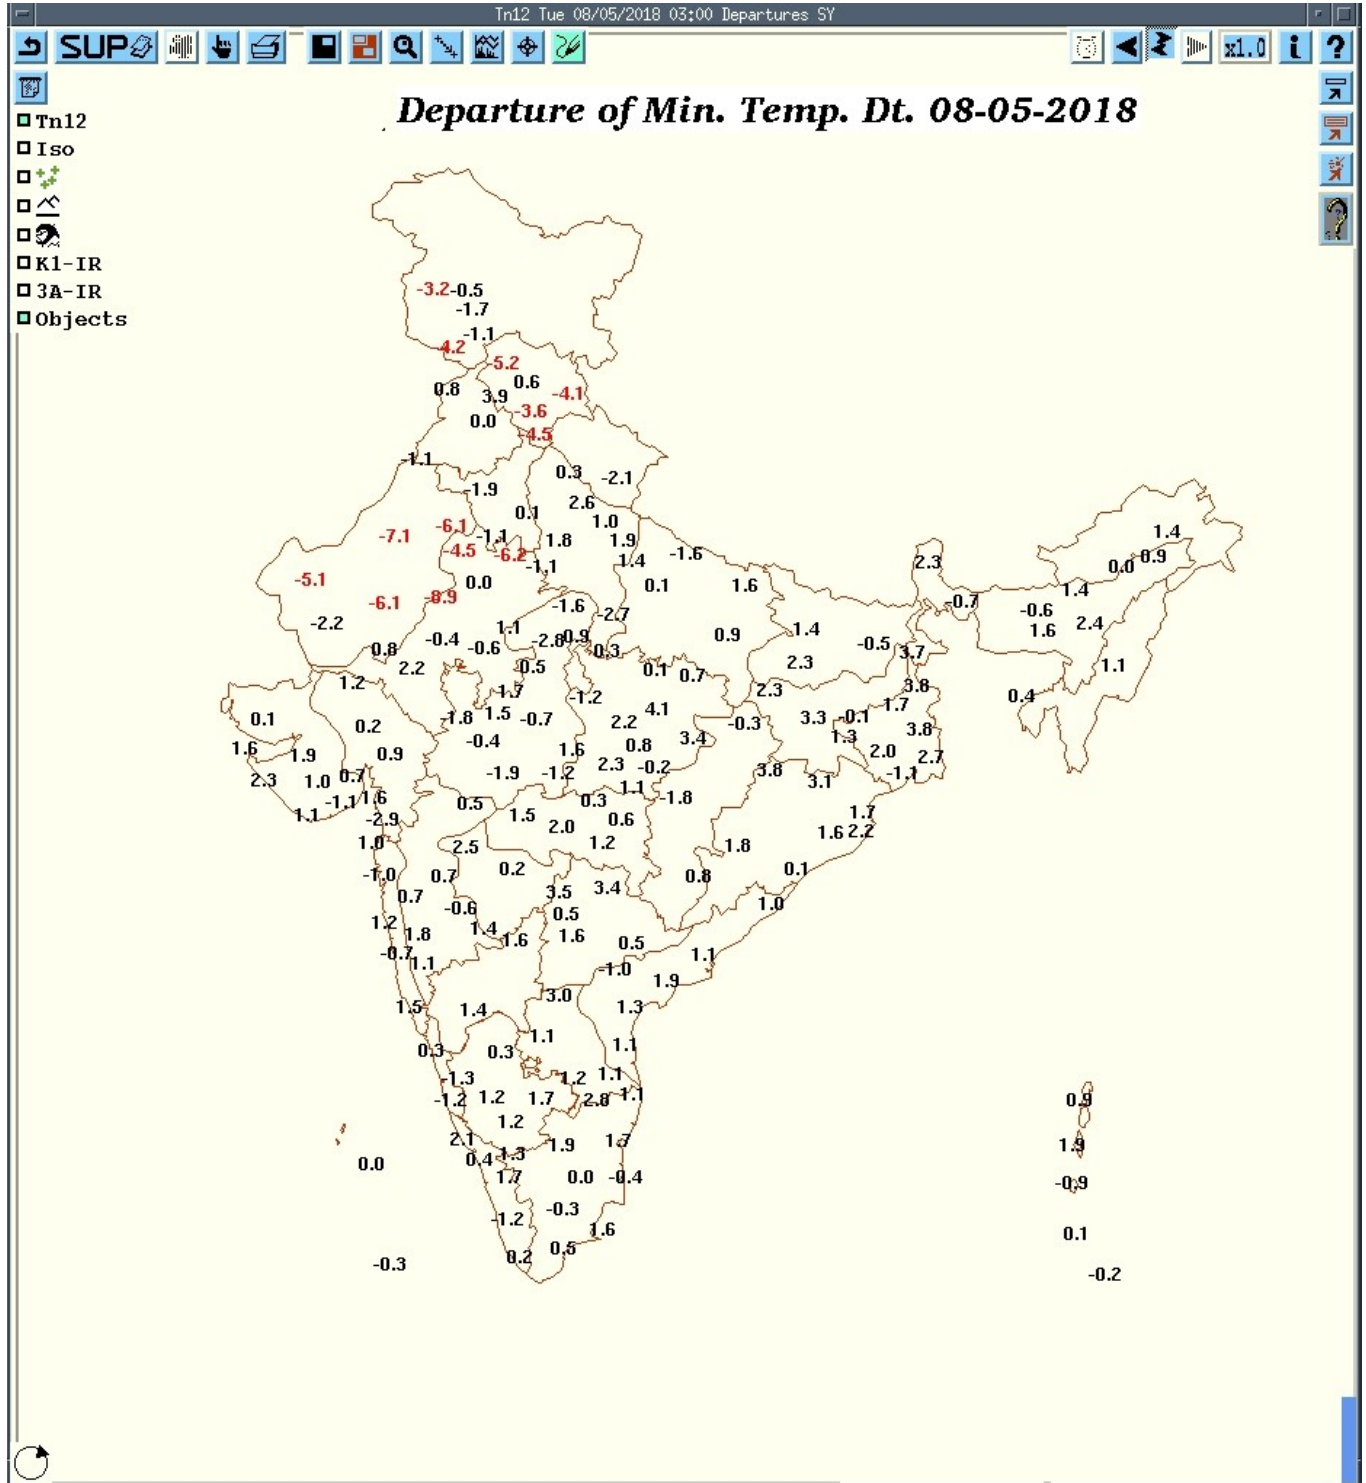 Tn12 Tue 08/05/2018 03:00 Departures SY
SUP
x1.0
i
?
Departure of Min. Temp. Dt. 08-05-2018
Tn12
Iso
K1-IR
3A-IR
Objects
-3.2 -0.5
-1.7
-1.1
-4.2
-5.2
0.6
0.8 3.9 -4.1
-3.6
0.0
-4.5
-1.1
0.3 -2.1
-1.9
2.6
0.1 1.0
-6.1 1.4
-7.1 -1.1 1.8 1.9
-4.5 -6.2 -1.6 0.9
1.4 2.3 0.0
-1.1
-5.1 0.0 0.1 1.6 1.4
-8.9 -0.7
-6.1 -1.6 -0.6
-2.7
-2.2 1.1 1.4 1.6 2.4
-0.4 -2.8 0.9 0.9
-0.6 -0.5
0.8 0.3 3.7
2.2 0.5 0.1 0.7 2.3 1.1
1.2 1.7 2.3 3.8
-1.2 0.4
1.7
0.1 -1.8 1.5 -0.7 4.1 3.3 -0.1
0.2 2.2 -0.3 3.8
-0.4 3.4 1.3
1.6 1.9 0.9 1.6 0.8 2.0 2.7
2.3 1.0 0.7 -1.9 -1.2 2.3 -0.2 3.8 3.1 -1.1
1.1
-1.1 1.6 0.5 0.3 -1.8
1.1 -2.9 1.5 2.0 0.6 1.7
1.6 2.2
1.0 2.5 1.2 1.8
-1.0 0.7 0.2 0.8 0.1
0.7 3.5 3.4
-0.6 0.5 1.0
1.2 1.8 1.4 1.6 1.6
-0.7 0.5
1.1 -1.0 1.1
1.9
3.0
1.5 1.4 1.3
1.1
0.3 0.3 1.1
-1.3 1.2 1.1
-1.2 1.2 1.7 2.8 1.1 0.9
1.2
2.1 1.9 1.7 1.9
0.4 1.3
0.0 1.7 0.0 -0.4 -0.9
-0.3
-1.2 1.6 0.1
0.2 0.5
-0.3 -0.2